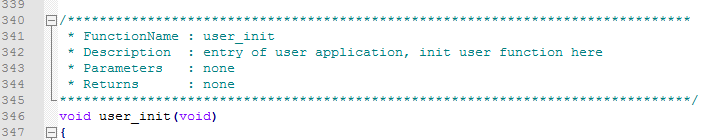 339
340 /******************************************************************************
341 * FunctionName : user_init
342 * Description  : entry of user application, init user function here
343 * Parameters   : none
344 * Returns      : none
345 *******************************************************************************/
346 void user_init(void)
347 {